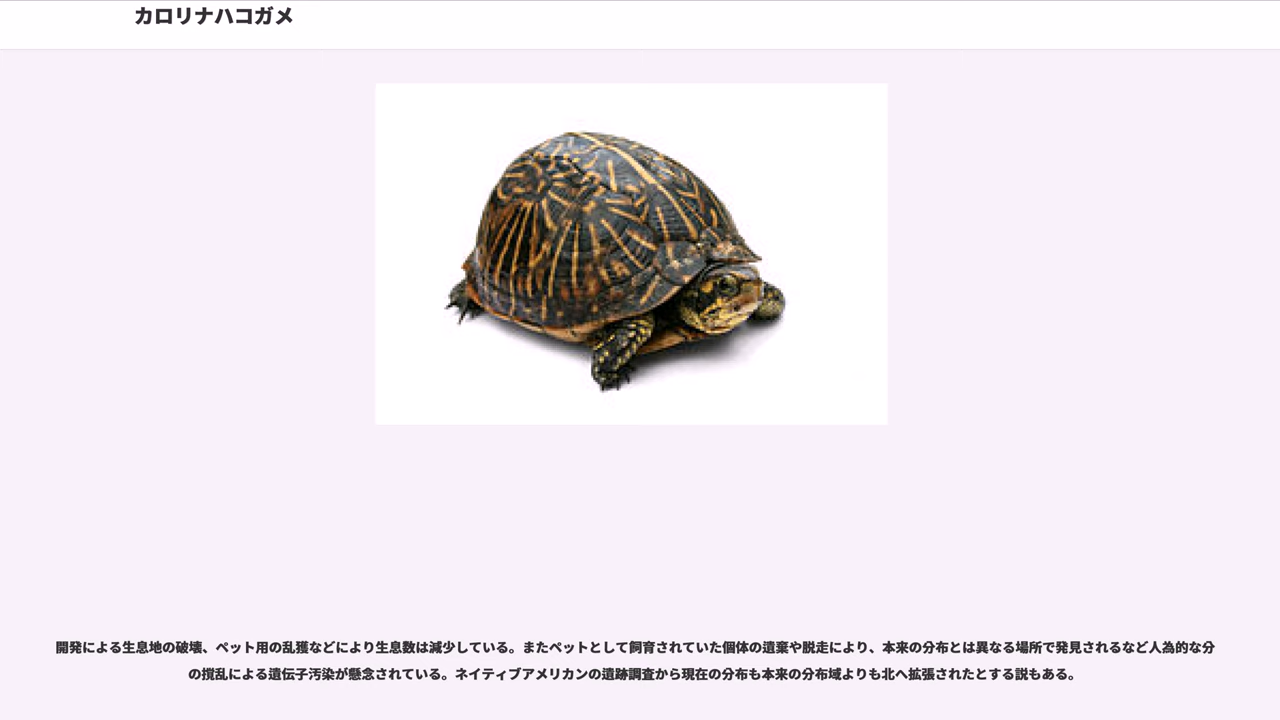 カロリナハコガメ
開発による生息地の破壊、ペット用の乱獲などにより生息数は減少している。またペットとして飼育されていた個体の遺棄や脱走により、本来の分布とは異なる場所で発見されるなど人為的な分
の撹乱による遺伝子汚染が懸念されている。ネイティブアメリカンの遺跡調査から現在の分布も本来の分布域よりも北へ拡張されたとする説もある。